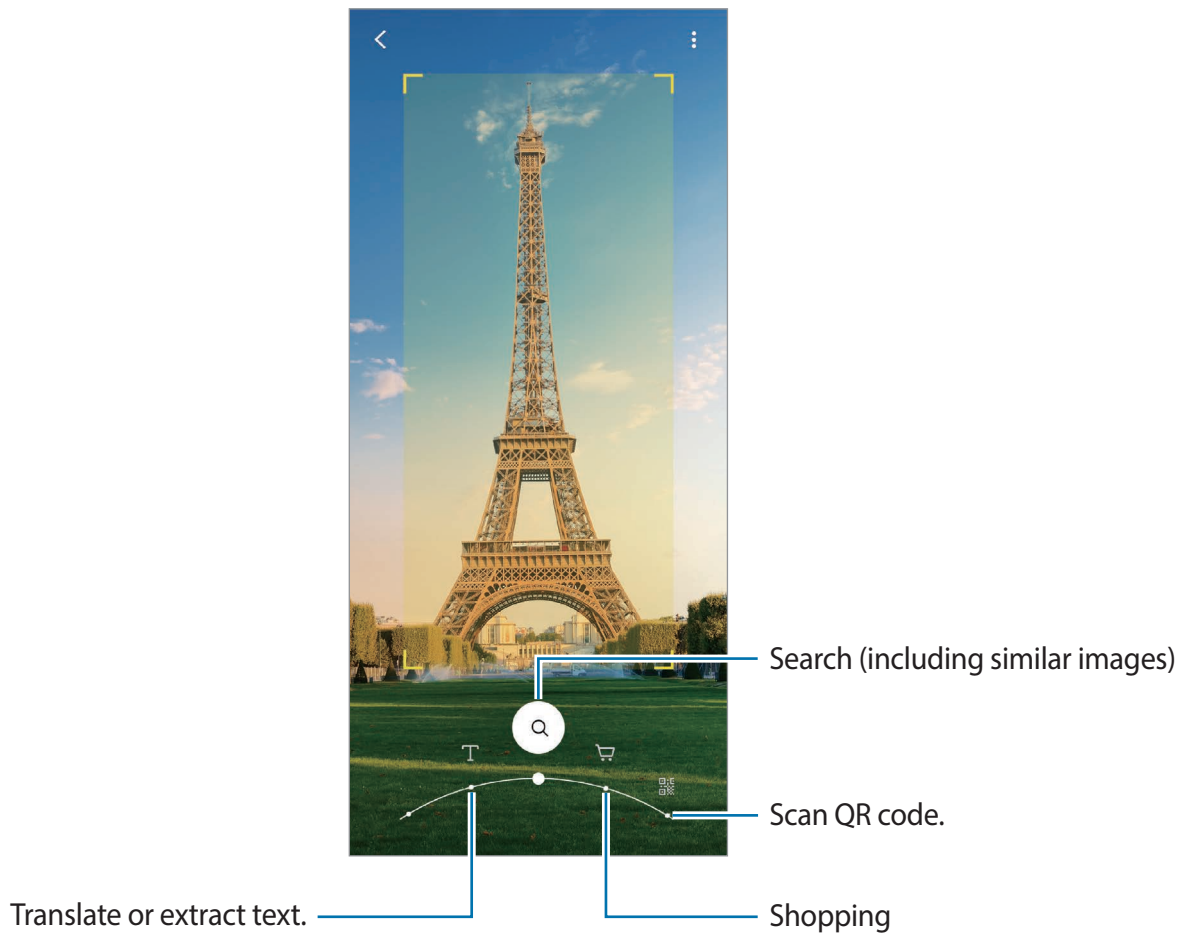 Search (including similar images)
T
Scan QR code.
Translate or extract text.
Shopping